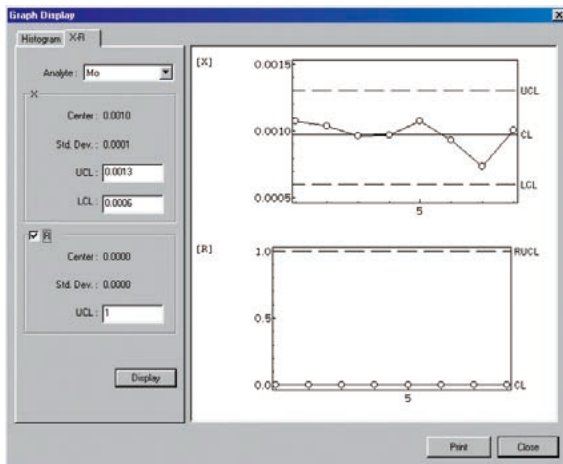 Graph Display
Histogram X-R
Analyte : Mo
X
Center : 0.0010
Std. Dev. : 0.0001
UCL : 0.0013
LCL : 0.0006
R
Center : 0.0000
Std. Dev. : 0.0000
UCL : 1
Display
[X]
0.0015
UCL
0.0010
CL
LCL
0.0005
5
[R]
1.0
RUCL
0.5
0.0
CL
5
Print
Close